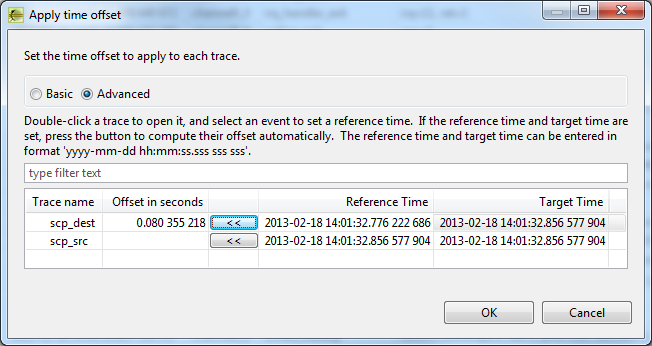 Apply time offset
Set the time offset to apply to each trace.
Basic Advanced
Double-click a trace to open it, and select an event to set a reference time. If the reference time and target time are
set, press the button to compute their offset automatically. The reference time and target time can be entered in
format 'yyyy-mm-dd hh:mm:ss.sss sss sss'.
type filter text
Trace name Offset in seconds Reference Time Target Time
scp_dest 0.080 355 218 << 2013-02-18 14:01:32.776 222 686 2013-02-18 14:01:32.856 577 904
scp_src << 2013-02-18 14:01:32.856 577 904 2013-02-18 14:01:32.856 577 904
OK Cancel